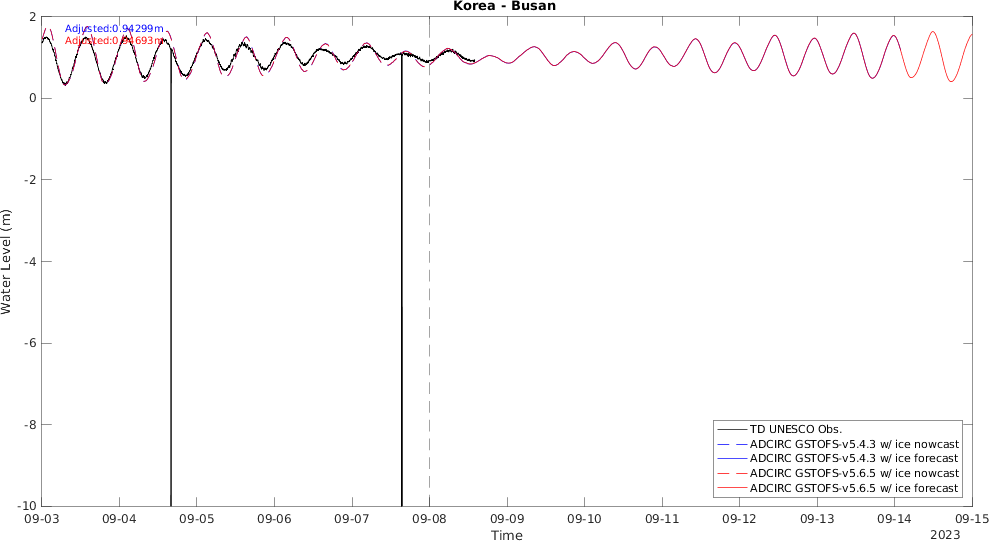 Korea - Busan
Adjusted:0.94299m
Adjusted:0.94693m
Water Level (m)
2
0
-2
-4
-6
-8
-10
09-03
09-04
09-05
09-06
09-07
09-08
09-09
09-10
09-11
09-12
09-13
09-14
09-15
Time
2023
TD UNESCO Obs.
ADCIRC GSTOFS-v5.4.3 w/ ice nowcast
ADCIRC GSTOFS-v5.4.3 w/ ice forecast
ADCIRC GSTOFS-v5.6.5 w/ ice nowcast
ADCIRC GSTOFS-v5.6.5 w/ ice forecast